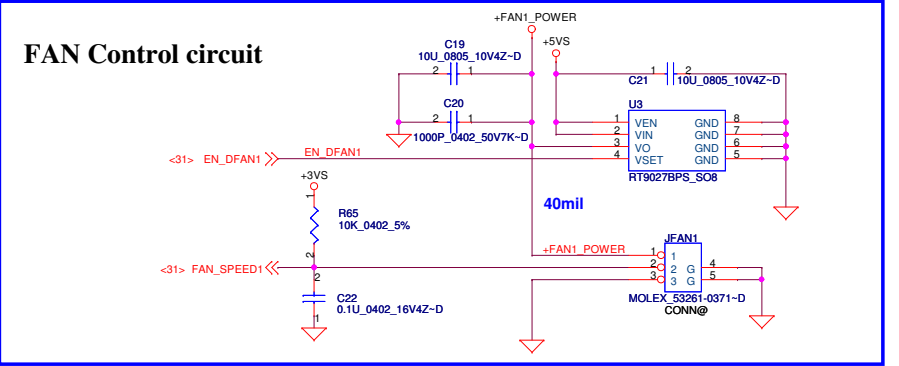 FAN Control circuit
+FAN1_POWER
+5VS
C19
10U_0805_10V4Z~D
2 1
C20
2 1
1000P_0402_50V7K~D
C21
1 2
10U_0805_10V4Z~D
U3
1 VEN GND 8
2 VIN GND 7
3 VO GND 6
4 VSET GND 5
RT9027BPS_SO8
<31> EN_DFAN1
EN_DFAN1
+3VS
1
R65
10K_0402_5%
2
40mil
<31> FAN_SPEED1
2
C22
0.1U_0402_16V4Z~D
1
+FAN1_POWER
JFAN1
1 1
2 2 G 4
3 3 G 5
MOLEX_53261-0371~D
CONN@